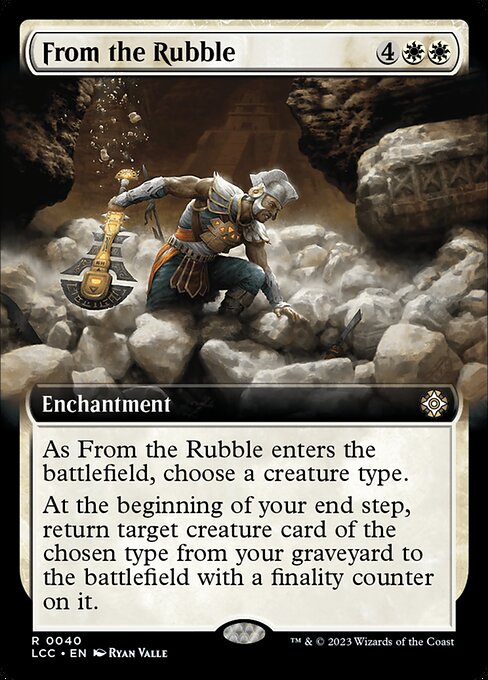 From the Rubble 4
Enchantment
As From the Rubble enters the
battlefield, choose a creature type.
At the beginning of your end step,
return target creature card of the
chosen type from your graveyard to
the battlefield with a finality counter
on it.
R 0040
LCC • EN Ryan Valle
™ & © 2023 Wizards of the Coast